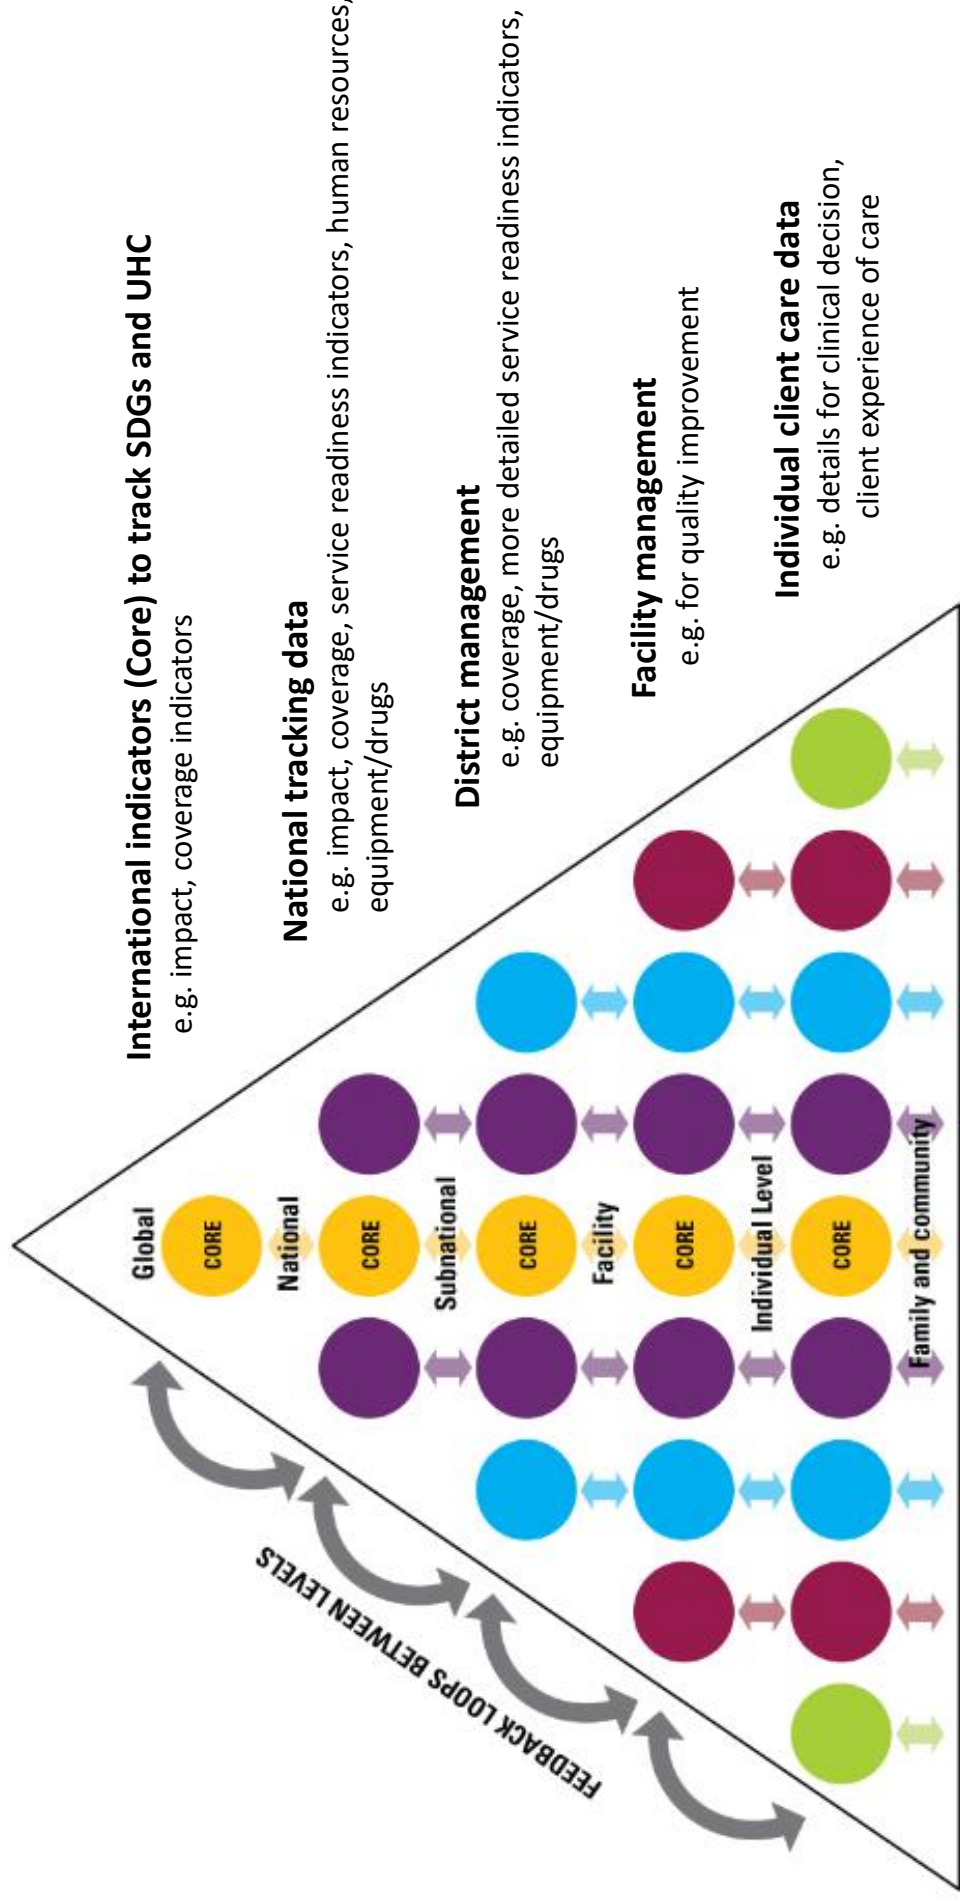 International indicators (Core) to track SDGs and UHC
e.g. impact, coverage indicators
National tracking data
e.g. impact, coverage, service readiness indicators, human resources,
equipment/drugs
District management
e.g. coverage, more detailed service readiness indicators,
equipment/drugs
Facility management
e.g. for quality improvement
Individual client care data
e.g. details for clinical decision,
client experience of care
FEEDBACK LOOPS BETWEEN LEVELS
Global
CORE
National
CORE
Subnational
CORE
Facility
CORE
Individual Level
CORE
Family and community